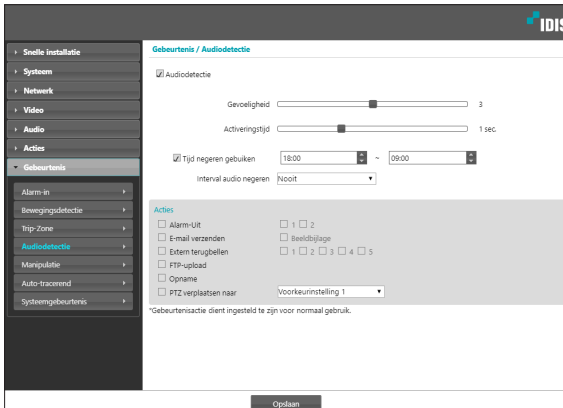 IDIS
Snelle installatie
Systeem
Netwerk
Video
Audio
Acties
Gebeurtenis
Alarm-in
Bewegingsdetectie
Trip-Zone
Audiodetectie
Manipulatie
Auto-tracerend
Systeemgebeurtenis
Gebeurtenis / Audiodetectie
Audiodetectie
Gevoeligheid 3
Activeringstijd 1 sec.
Tijd negeren gebuiken 18:00 ~ 09:00
Interval audio negeren Nooit
Acties
Alarm-Uit 1 2
E-mail verzenden Beeldbijlage
Extern terugbellen 1 2 3 4 5
FTP-upload
Opname
PTZ verplaatsen naar Voorkeurinstelling 1
*Gebeurtenisactie dient ingesteld te zijn voor normaal gebruik.
Opslaan